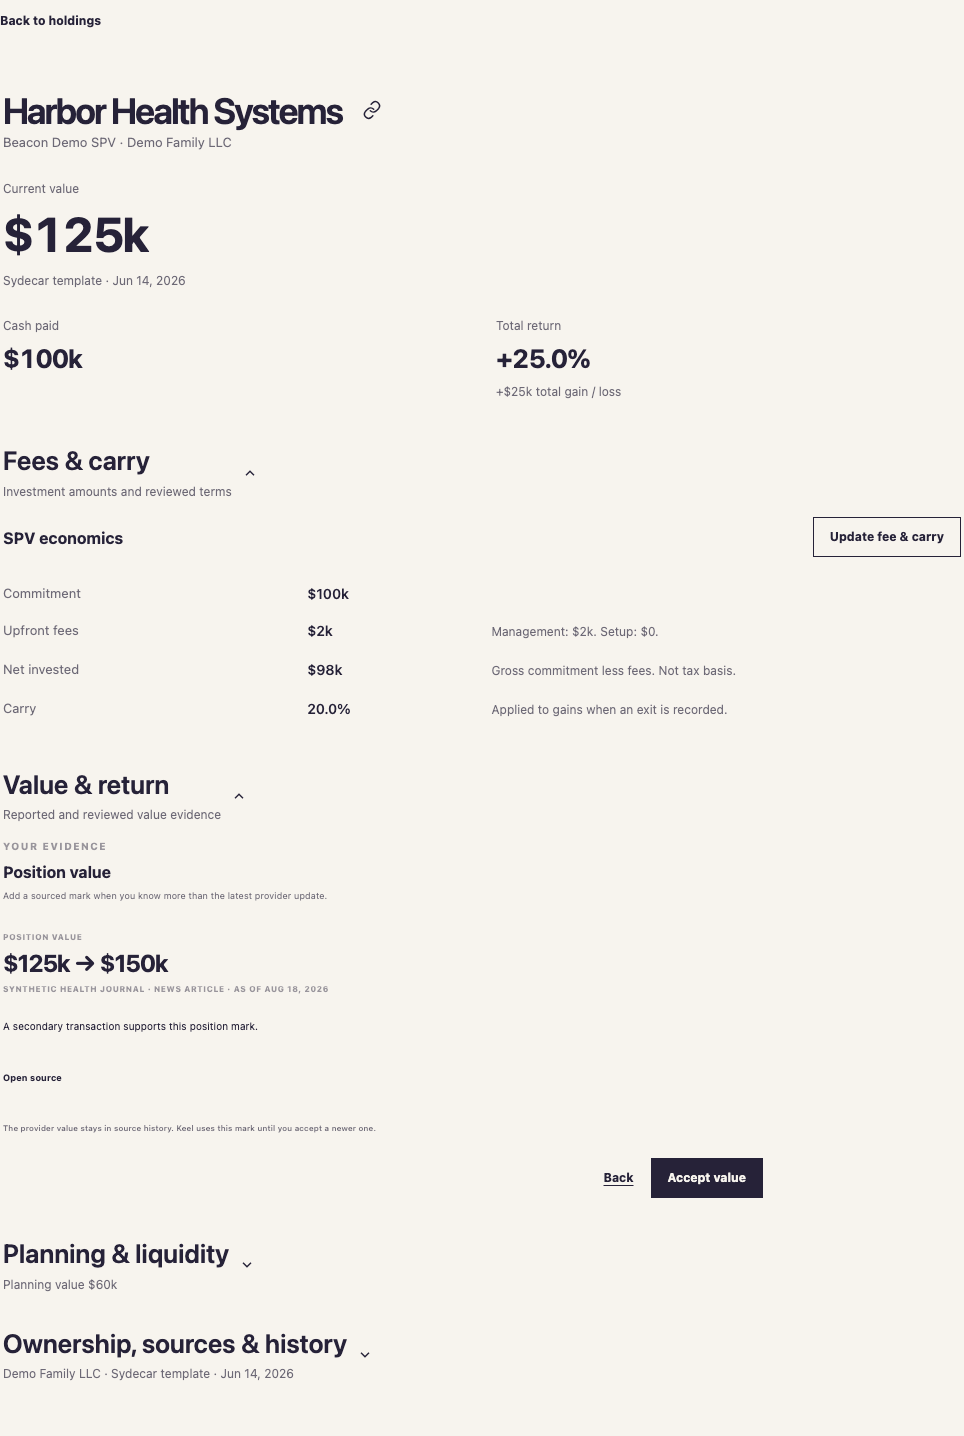 Back to holdings
Harbor Health Systems
Beacon Demo SPV · Demo Family LLC
Current value
$125k
Sydecar template · Jun 14, 2026
Cash paid
$100k
Total return
+25.0%
+$25k total gain / loss
Fees & carry
Investment amounts and reviewed terms
SPV economics
Update fee & carry
Commitment $100k
Upfront fees $2k Management: $2k. Setup: $0.
Net invested $98k Gross commitment less fees. Not tax basis.
Carry 20.0% Applied to gains when an exit is recorded.
Value & return
Reported and reviewed value evidence
YOUR EVIDENCE
Position value
Add a sourced mark when you know more than the latest provider update.
POSITION VALUE
$125k → $150k
SYNTHETIC HEALTH JOURNAL · NEWS ARTICLE · AS OF AUG 18, 2026
A secondary transaction supports this position mark.
Open source
The provider value stays in source history. Keel uses this mark until you accept a newer one.
Back
Accept value
Planning & liquidity
Planning value $60k
Ownership, sources & history
Demo Family LLC · Sydecar template · Jun 14, 2026